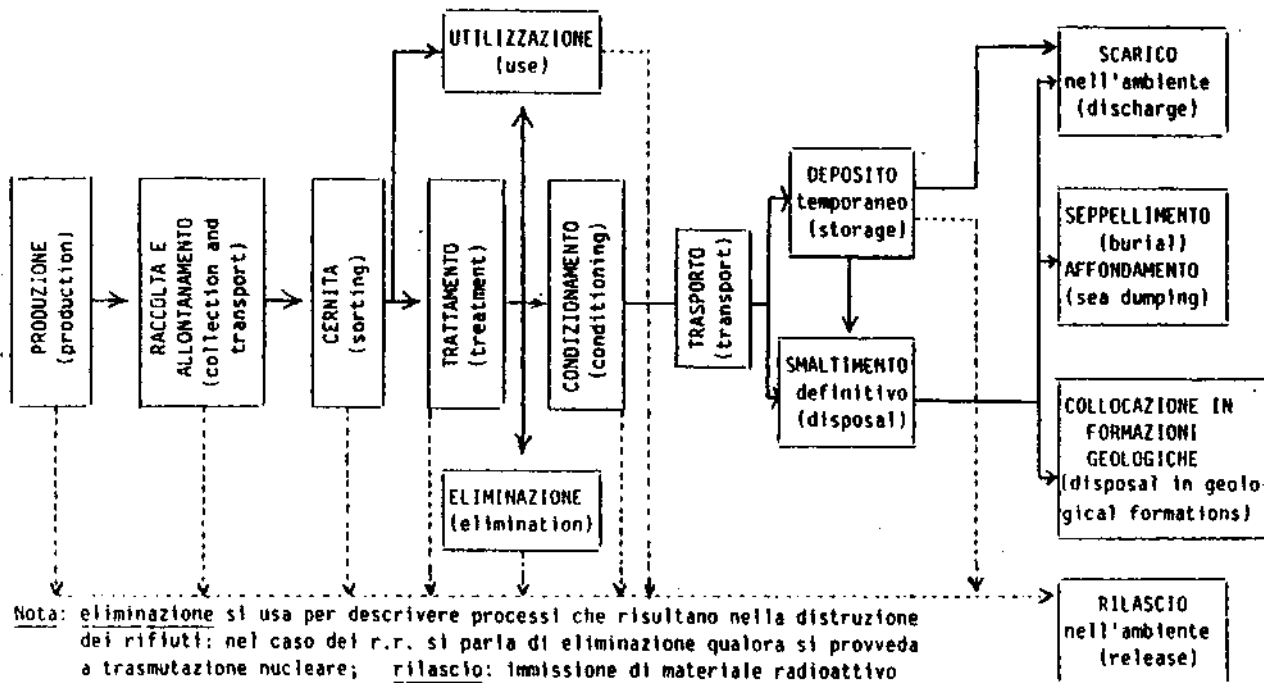 UTILIZZAZIONE
(use)
SCARICO
nell'ambiente
(discharge)
PRODUZIONE
(production)
RACCOLTA E
ALLONTANAMENTO
(collection and
transport)
CERNITA
(sorting)
TRATTAMENTO
(treatment)
CONDIZIONAMENTO
(conditioning)
TRASPORTO
(transport)
DEPOSITO
temporaneo
(storage)
SMALTIMENTO
definitivo
(disposal)
SEPPELLIMENTO
(burial)
AFFONDAMENTO
(sea dumping)
COLLOCAZIONE IN
FORMAZIONI
GEOLOGICHE
(disposal in geolo-
gical formations)
ELIMINAZIONE
(elimination)
RILASCIO
nell'ambiente
(release)
Nota: eliminazione si usa per descrivere processi che risultano nella distruzione
dei rifiuti: nel caso dei r.r. si parla di eliminazione qualora si provveda
a trasmutazione nucleare; rilascio: immissione di materiale radioattivo